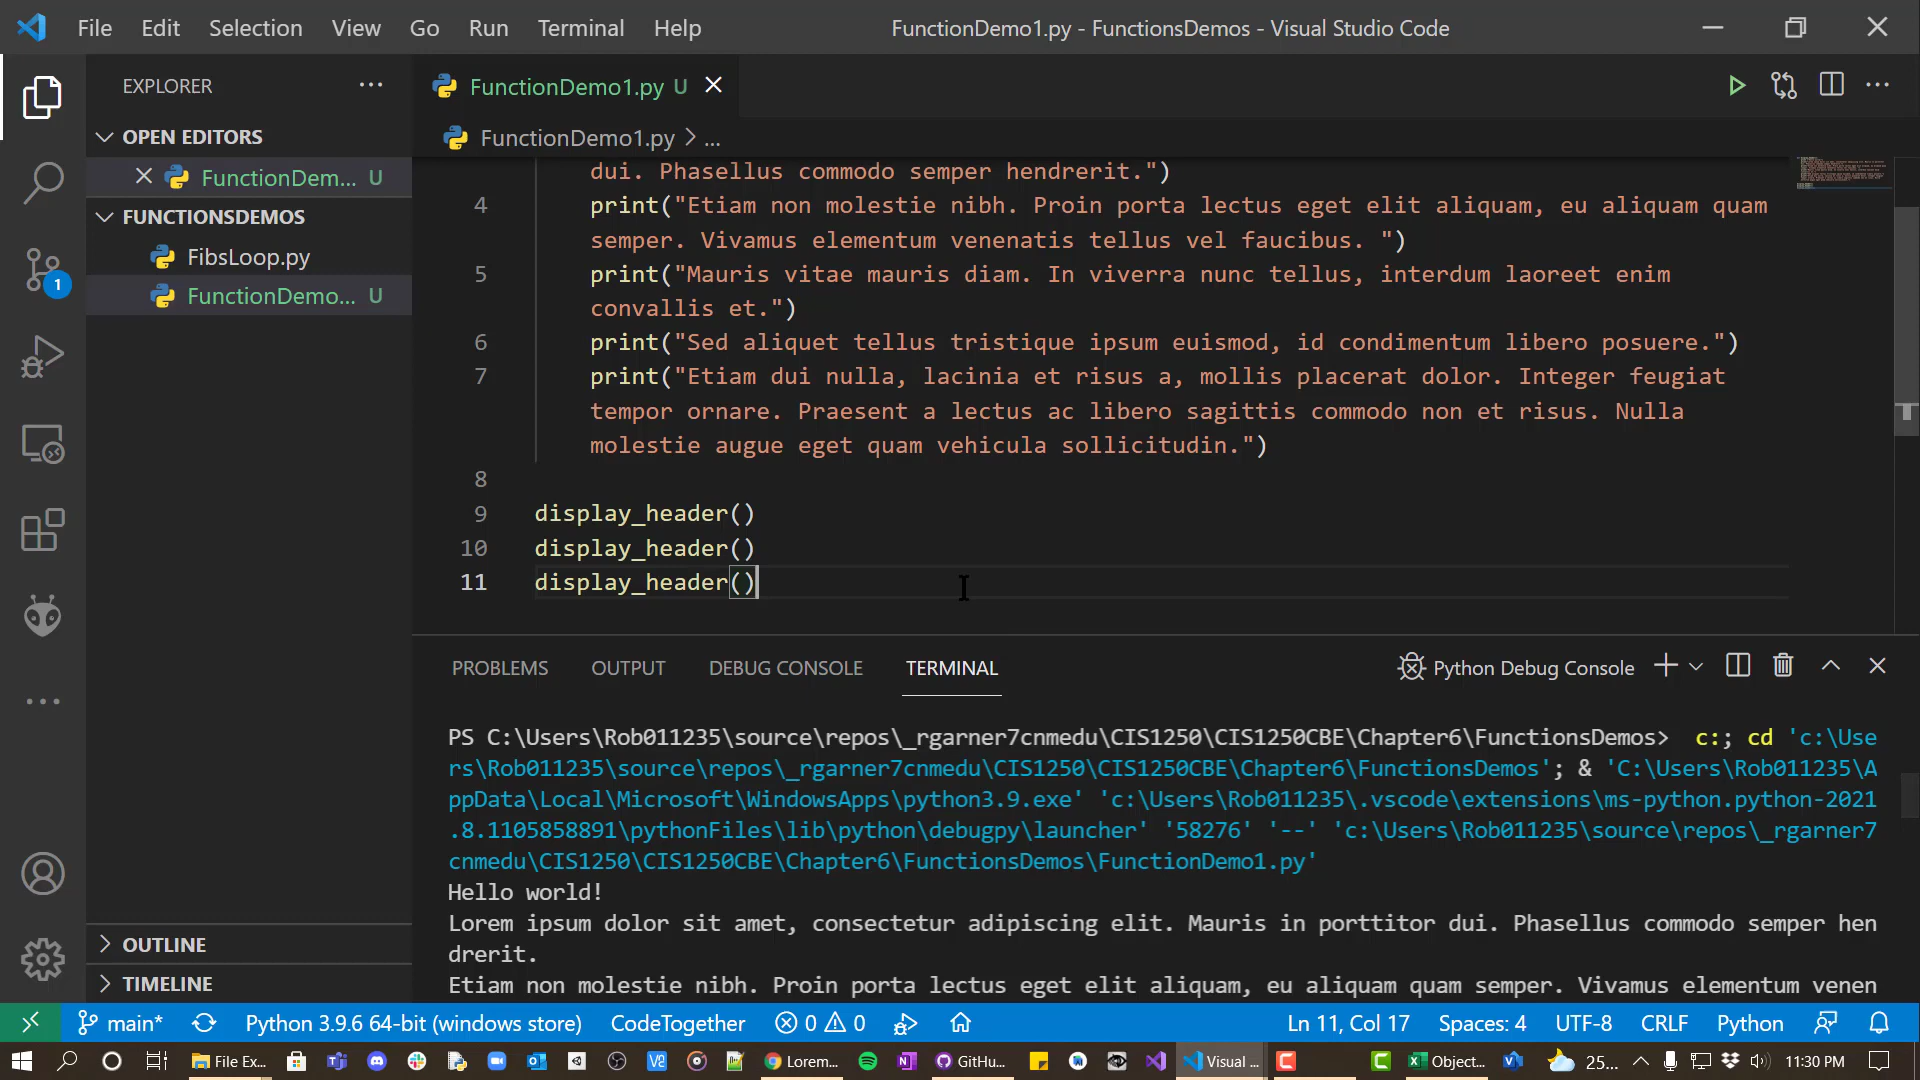 File Edit Selection View Go Run Terminal Help FunctionDemo1.py - FunctionsDemos - Visual Studio Code
EXPLORER
OPEN EDITORS
FunctionDem... U
FUNCTIONSDEMOS
FibsLoop.py
FunctionDemo... U
OUTLINE
TIMELINE
1
FunctionDemo1.py U
FunctionDemo1.py > ...
dui. Phasellus commodo semper hendrerit.")
4 print("Etiam non molestie nibh. Proin porta lectus eget elit aliquam, eu aliquam quam
semper. Vivamus elementum venenatis tellus vel faucibus. ")
5 print("Mauris vitae mauris diam. In viverra nunc tellus, interdum laoreet enim
convallis et.")
6 print("Sed aliquet tellus tristique ipsum euismod, id condimentum libero posuere.")
7 print("Etiam dui nulla, lacinia et risus a, mollis placerat dolor. Integer feugiat
tempor ornare. Praesent a lectus ac libero sagittis commodo non et risus. Nulla
molestie augue eget quam vehicula sollicitudin.")
8
9 display_header()
10 display_header()
11 display_header()
PROBLEMS OUTPUT DEBUG CONSOLE TERMINAL Python Debug Console
PS C:\Users\Rob011235\source\repos\_rgarner7cnmedu\CIS1250\CIS1250CBE\Chapter6\FunctionsDemos> c:; cd 'c:\Use
rs\Rob011235\source\repos\_rgarner7cnmedu\CIS1250\CIS1250CBE\Chapter6\FunctionsDemos'; & 'C:\Users\Rob011235\A
ppData\Local\Microsoft\WindowsApps\python3.9.exe' 'c:\Users\Rob011235\.vscode\extensions\ms-python.python-2021
.8.1105858891\pythonFiles\lib\python\debugpy\launcher' '58276' '--' 'c:\Users\Rob011235\source\repos\_rgarner7
cnmedu\CIS1250\CIS1250CBE\Chapter6\FunctionsDemos\FunctionDemo1.py'
Hello world!
Lorem ipsum dolor sit amet, consectetur adipiscing elit. Mauris in porttitor dui. Phasellus commodo semper hen
drerit.
Etiam non molestie nibh. Proin porta lectus eget elit aliquam, eu aliquam quam semper. Vivamus elementum venen
main* Python 3.9.6 64-bit (windows store) CodeTogether 0 0 Ln 11, Col 17 Spaces: 4 UTF-8 CRLF Python
File Ex... Lorem... GitHu... Visual ... Object... 25... 11:30 PM